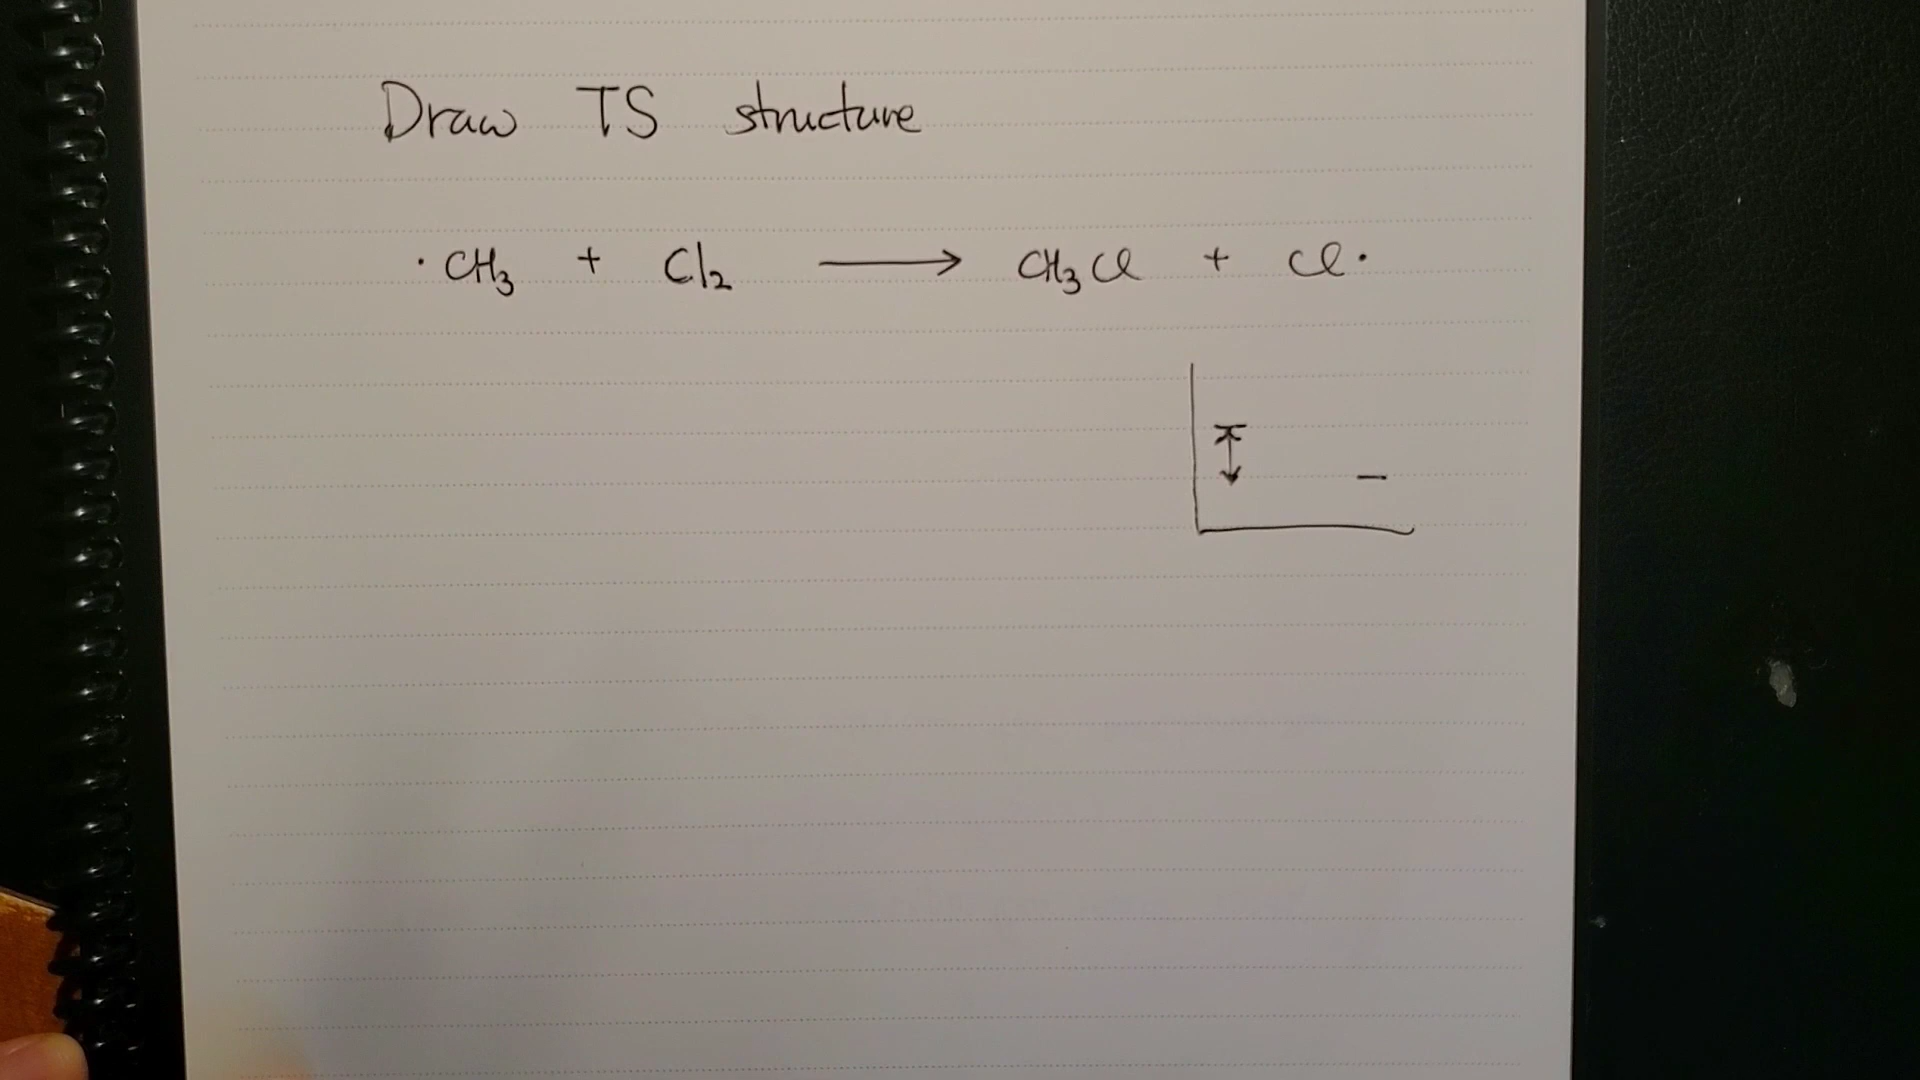 Draw TS structure
·CH₃ + Cl₂ ⟶ CH₃Cl + Cl·